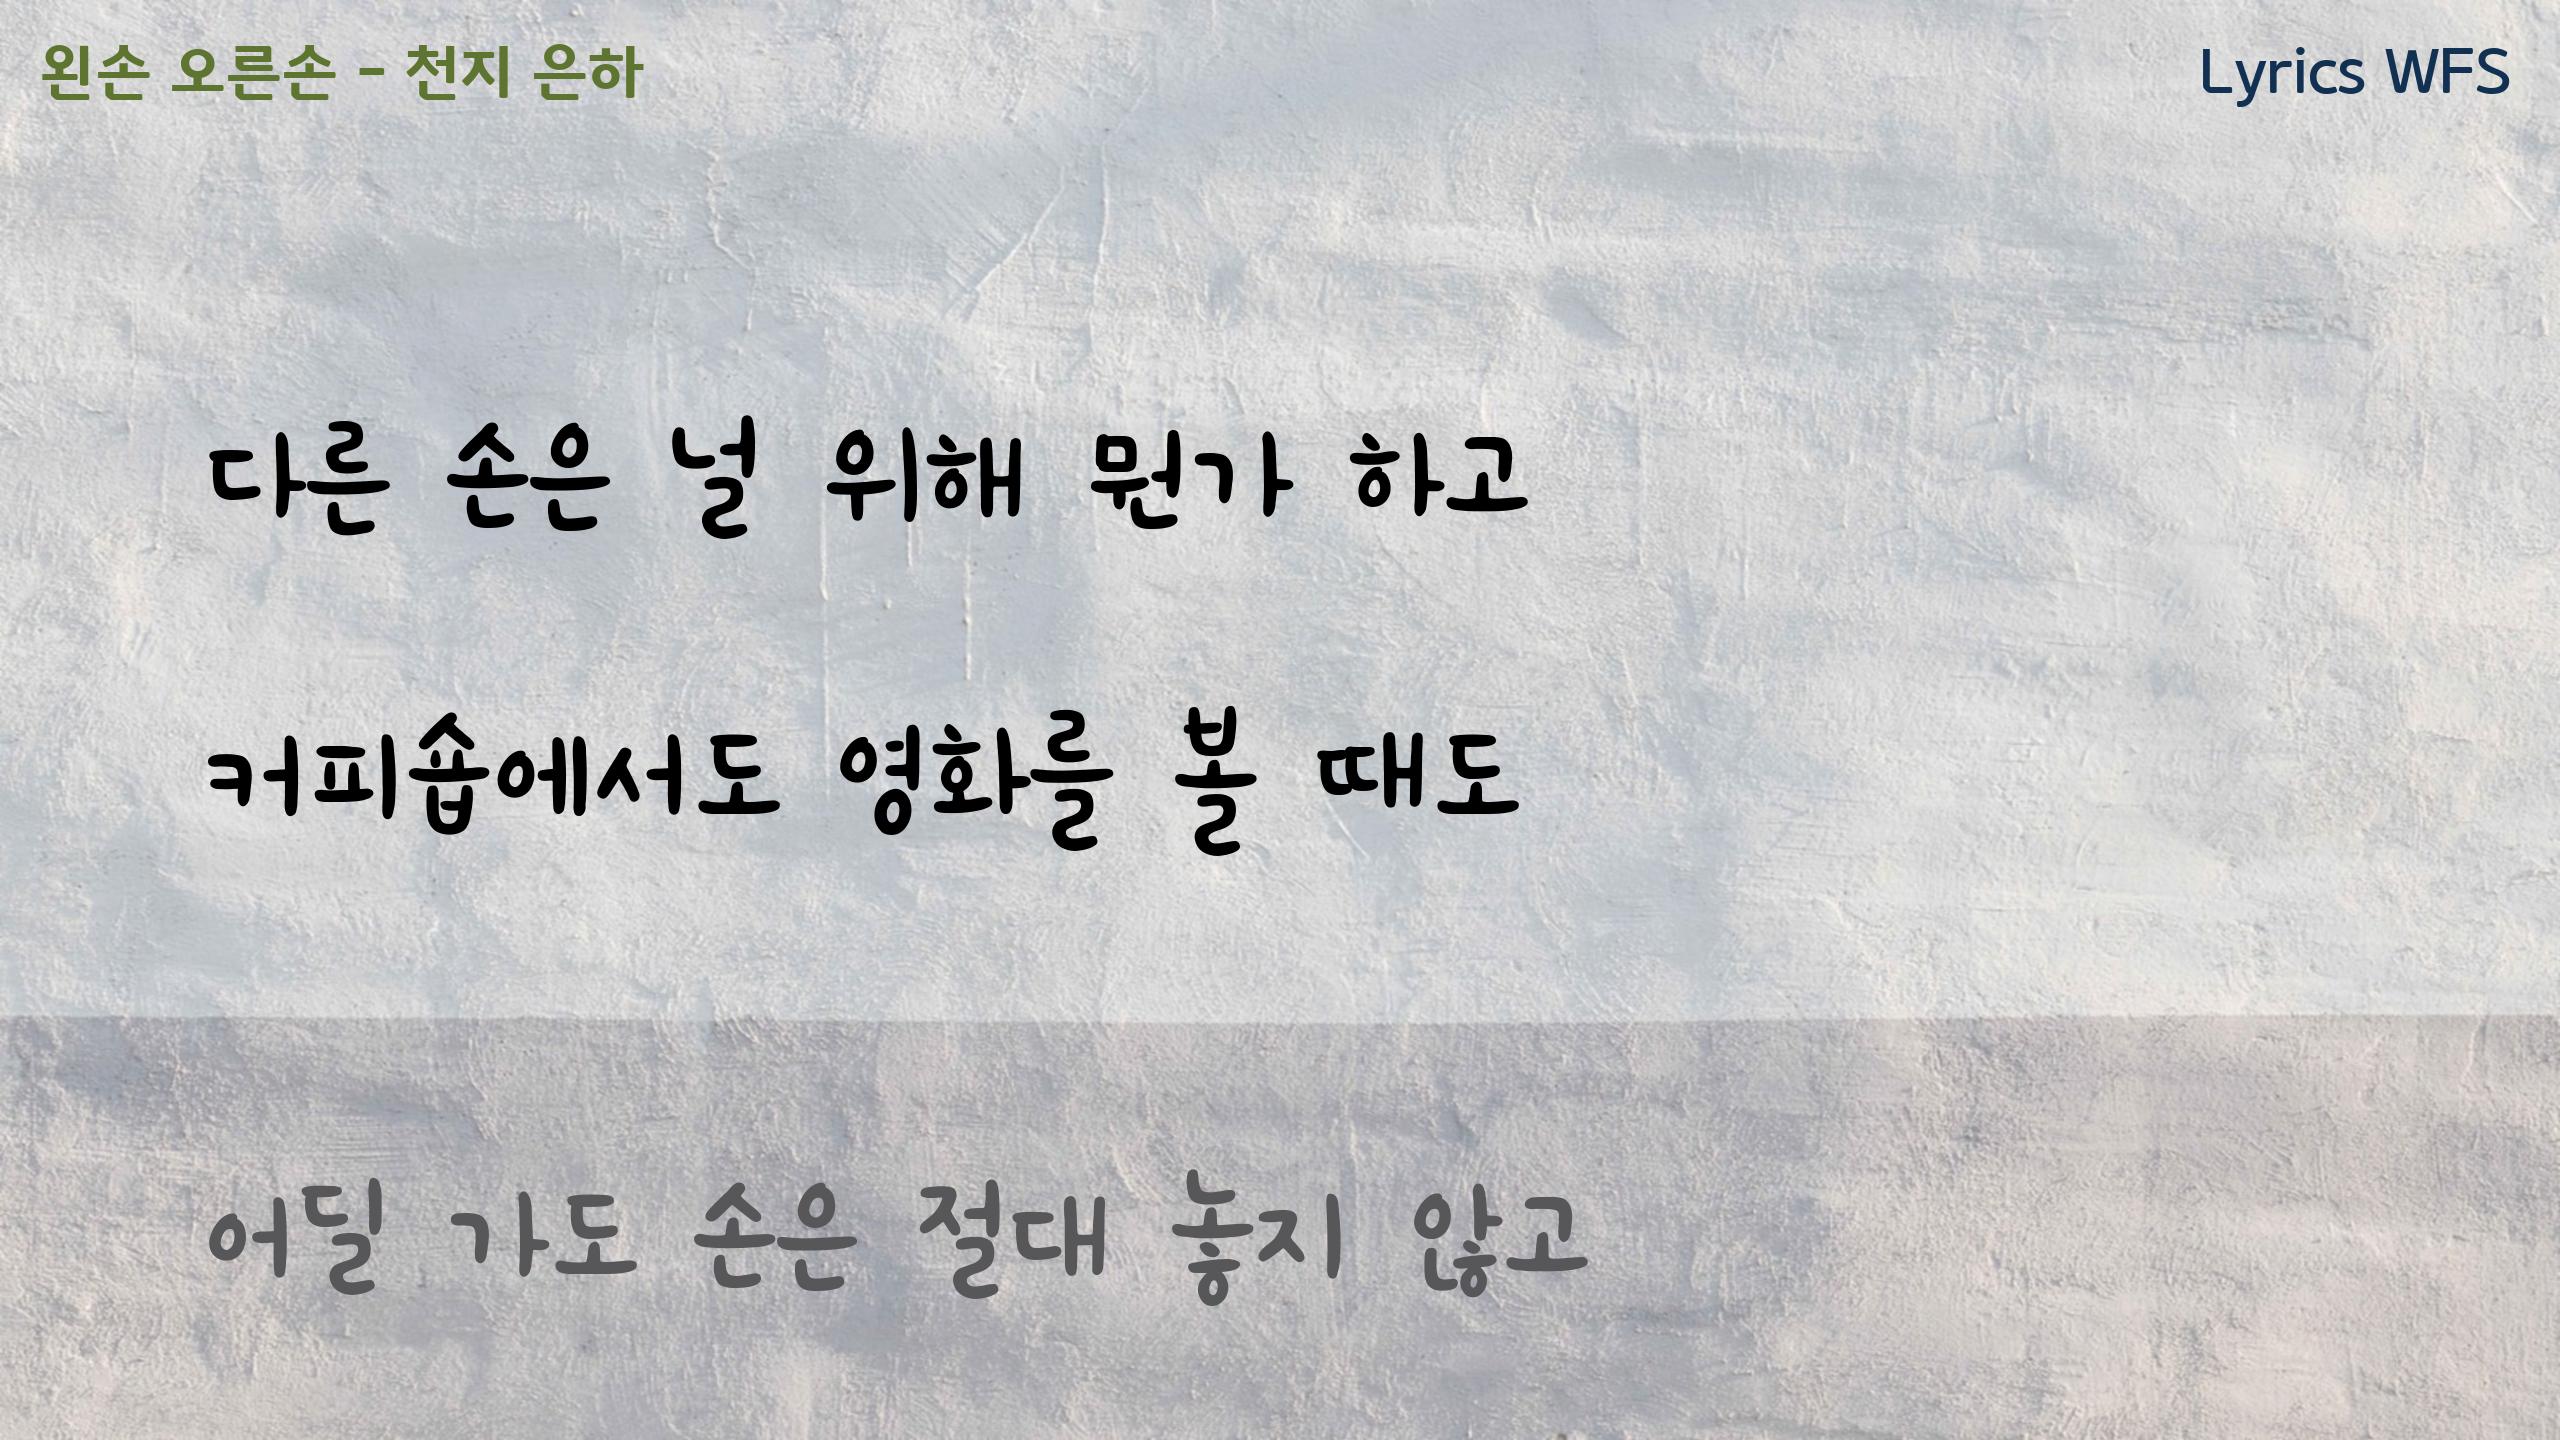 왼손 오른손 - 천지 은하
Lyrics WFS
다른 손은 널 위해 뭔가 하고
커피숍에서도 영화를 볼 때도
어딜 가도 손은 절대 놓지 않고